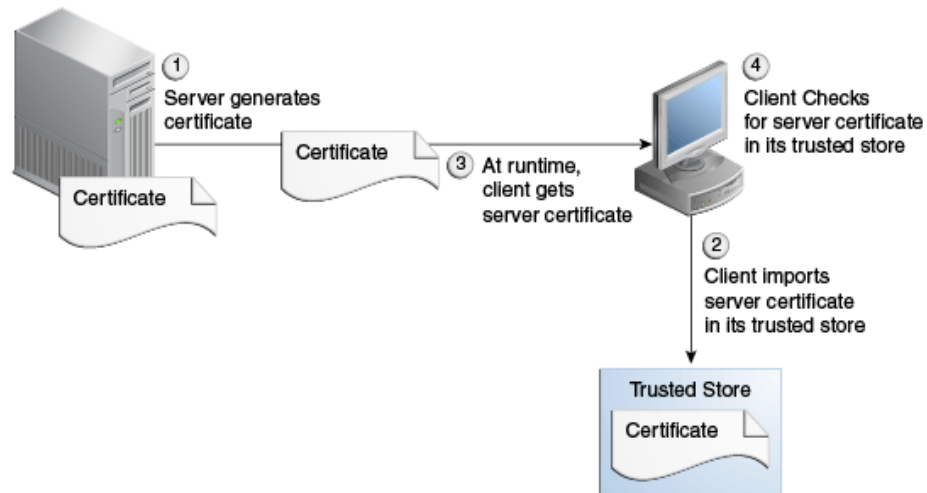 1
Server generates
certificate
Certificate
Certificate
3
At runtime,
client gets
server certificate
4
Client Checks
for server certificate
in its trusted store
2
Client imports
server certificate
in its trusted store
Trusted Store
Certificate